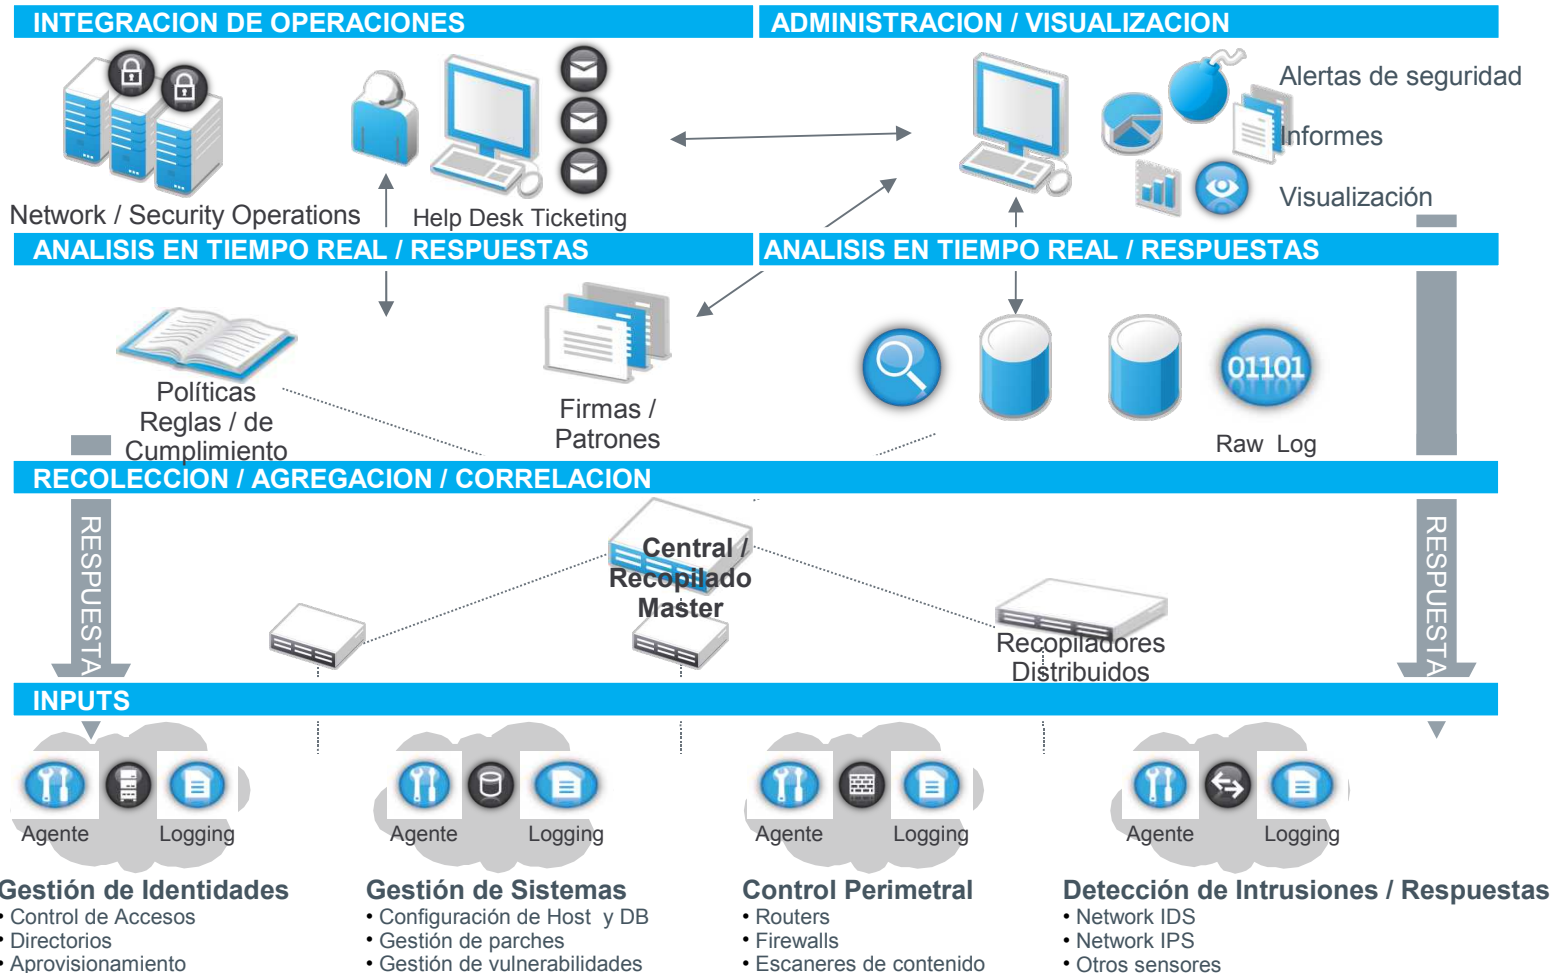 INTEGRACION DE OPERACIONES
ADMINISTRACION / VISUALIZACION
Alertas de seguridad
Informes
Visualización
Network / Security Operations
Help Desk Ticketing
ANALISIS EN TIEMPO REAL / RESPUESTAS
ANALISIS EN TIEMPO REAL / RESPUESTAS
Políticas
Reglas / de
Cumplimiento
Firmas /
Patrones
01101
Raw Log
RECOLECCION / AGREGACION / CORRELACION
RESPUESTA
Central /
Recopilado
Master
Recopiladores
Distribuidos
RESPUESTA
INPUTS
Agente
Logging
Agente
Logging
Agente
Logging
Agente
Logging
Gestión de Identidades
• Control de Accesos
• Directorios
• Aprovisionamiento
Gestión de Sistemas
• Configuración de Host y DB
• Gestión de parches
• Gestión de vulnerabilidades
Control Perimetral
• Routers
• Firewalls
• Escaneres de contenido
Detección de Intrusiones / Respuestas
• Network IDS
• Network IPS
• Otros sensores